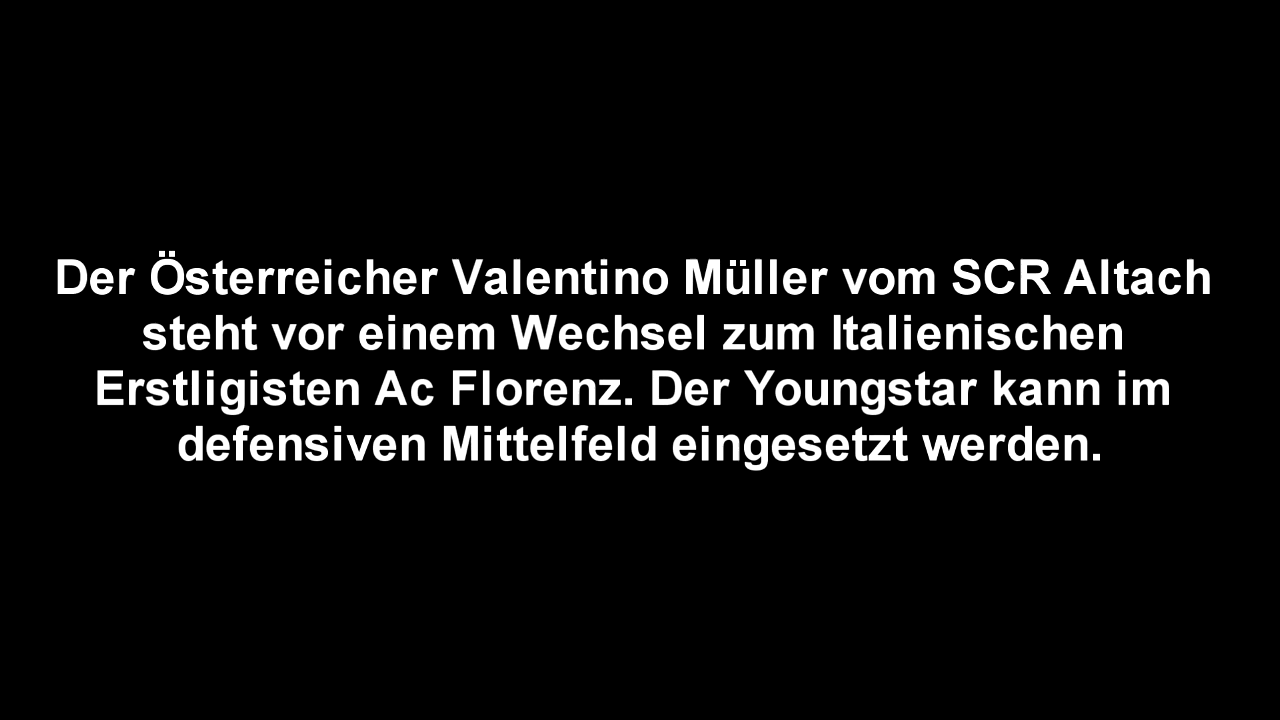 Der Österreicher Valentino Müller vom SCR Altach
steht vor einem Wechsel zum Italienischen
Erstligisten Ac Florenz. Der Youngstar kann im
defensiven Mittelfeld eingesetzt werden.